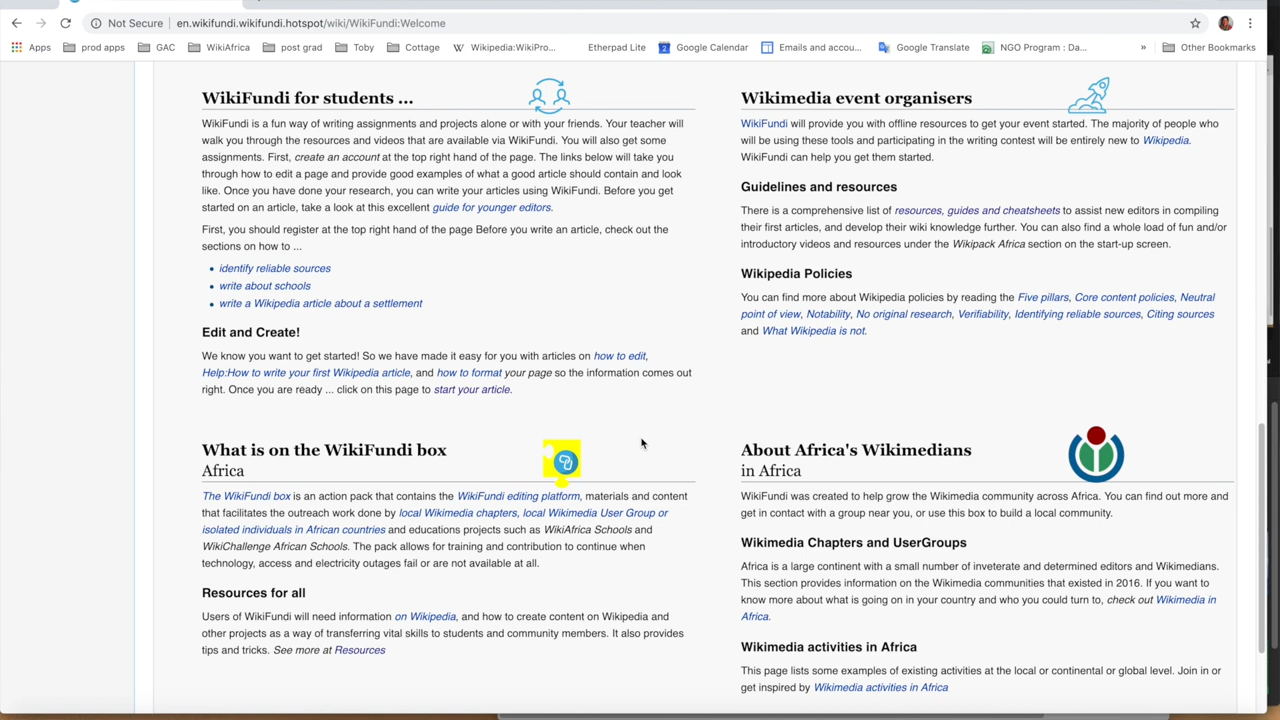 Not Secure | en.wikifundi.wikifundi.hotspot/wiki/WikiFundi:Welcome
Apps prod apps GAC WikiAfrica post grad Toby Cottage Wikipedia:WikiPro... Etherpad Lite Google Calendar Emails and accou... Google Translate NGO Program : Da... » Other Bookmarks
WikiFundi for students ...
WikiFundi is a fun way of writing assignments and projects alone or with your friends. Your teacher will
walk you through the resources and videos that are available via WikiFundi. You will also get some
assignments. First, create an account at the top right hand of the page. The links below will take you
through how to edit a page and provide good examples of what a good article should contain and look
like. Once you have done your research, you can write your articles using WikiFundi. Before you get
started on an article, take a look at this excellent guide for younger editors.
First, you should register at the top right hand of the page Before you write an article, check out the
sections on how to ...
• identify reliable sources
• write about schools
• write a Wikipedia article about a settlement
Edit and Create!
We know you want to get started! So we have made it easy for you with articles on how to edit,
Help:How to write your first Wikipedia article, and how to format your page so the information comes out
right. Once you are ready ... click on this page to start your article.
Wikimedia event organisers
WikiFundi will provide you with offline resources to get your event started. The majority of people who
will be using these tools and participating in the writing contest will be entirely new to Wikipedia.
WikiFundi can help you get them started.
Guidelines and resources
There is a comprehensive list of resources, guides and cheatsheets to assist new editors in compiling
their first articles, and develop their wiki knowledge further. You can also find a whole load of fun and/or
introductory videos and resources under the Wikipack Africa section on the start-up screen.
Wikipedia Policies
You can find more about Wikipedia policies by reading the Five pillars, Core content policies, Neutral
point of view, Notability, No original research, Verifiability, Identifying reliable sources, Citing sources
and What Wikipedia is not.
What is on the WikiFundi box
Africa
The WikiFundi box is an action pack that contains the WikiFundi editing platform, materials and content
that facilitates the outreach work done by local Wikimedia chapters, local Wikimedia User Group or
isolated individuals in African countries and educations projects such as WikiAfrica Schools and
WikiChallenge African Schools. The pack allows for training and contribution to continue when
technology, access and electricity outages fail or are not available at all.
Resources for all
Users of WikiFundi will need information on Wikipedia, and how to create content on Wikipedia and
other projects as a way of transferring vital skills to students and community members. It also provides
tips and tricks. See more at Resources
About Africa's Wikimedians
in Africa
WikiFundi was created to help grow the Wikimedia community across Africa. You can find out more and
get in contact with a group near you, or use this box to build a local community.
Wikimedia Chapters and UserGroups
Africa is a large continent with a small number of inveterate and determined editors and Wikimedians.
This section provides information on the Wikimedia communities that existed in 2016. If you want to
know more about what is going on in your country and who you could turn to, check out Wikimedia in
Africa.
Wikimedia activities in Africa
This page lists some examples of existing activities at the local or continental or global level. Join in or
get inspired by Wikimedia activities in Africa